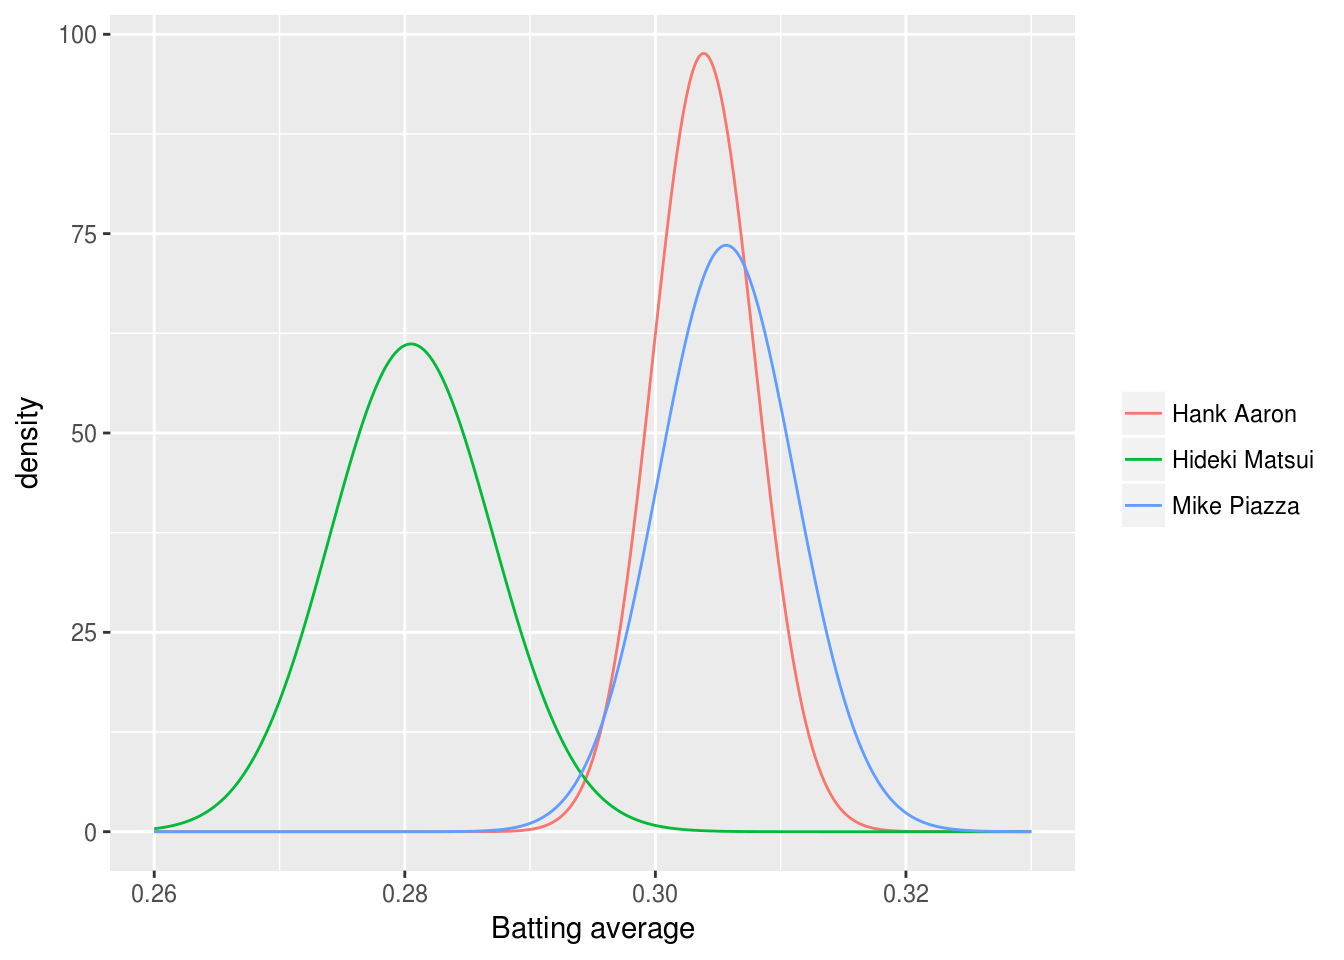 100
75
50
25
0
density
0.26 0.28 0.30 0.32
Batting average
Hank Aaron
Hideki Matsui
Mike Piazza